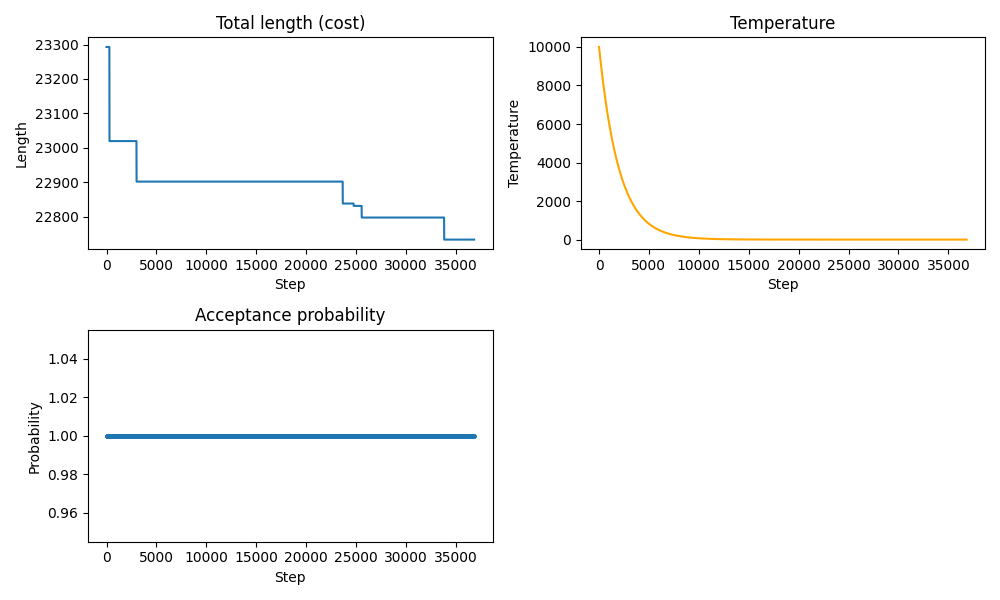 Total length (cost)
Length
23300
23200
23100
23000
22900
22800
0 5000 10000 15000 20000 25000 30000 35000
Step
Temperature
Temperature
10000
8000
6000
4000
2000
0
0 5000 10000 15000 20000 25000 30000 35000
Step
Acceptance probability
Probability
1.04
1.02
1.00
0.98
0.96
0 5000 10000 15000 20000 25000 30000 35000
Step